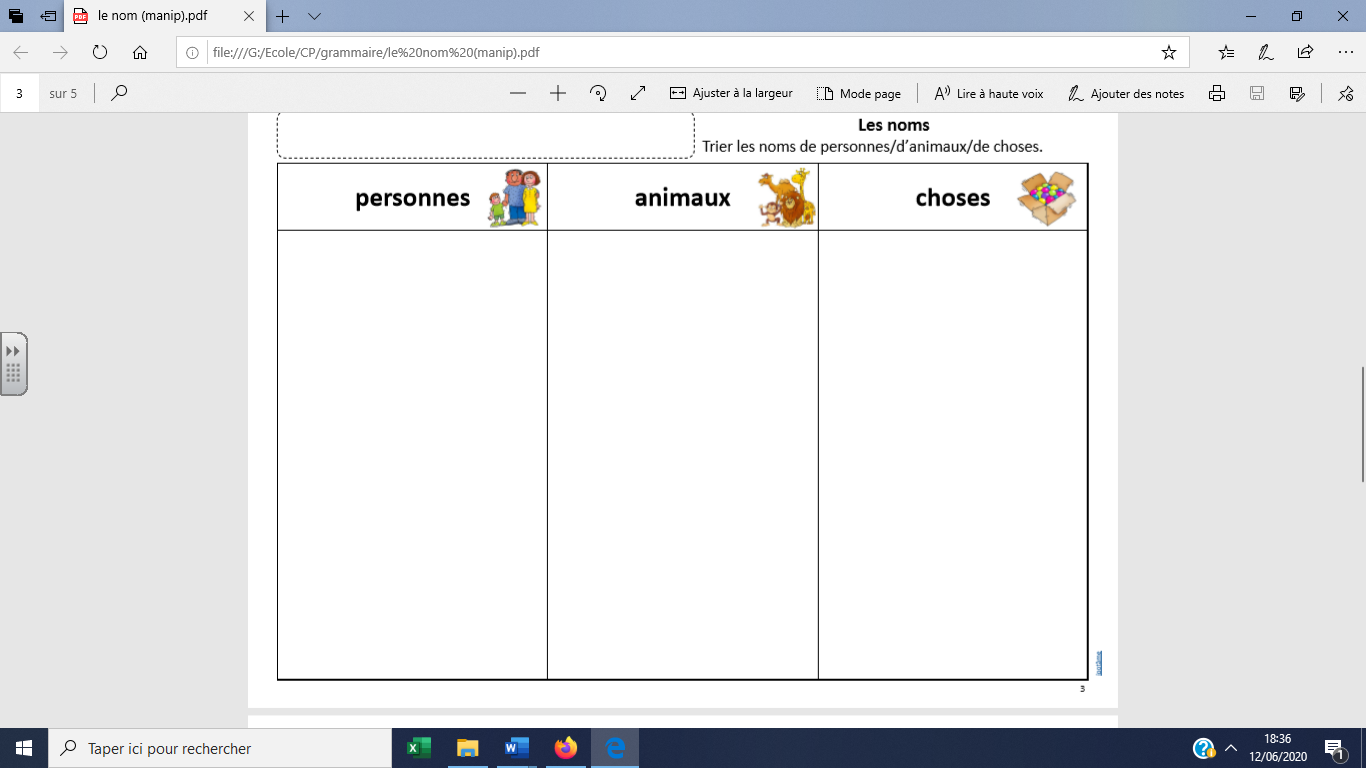 le nom (manip).pdf
file:///G:/Ecole/CP/grammaire/le%20nom%20(manip).pdf
3 sur 5
Ajuster à la largeur
Mode page
Lire à haute voix
Ajouter des notes
Les noms
Trier les noms de personnes/d'animaux/de choses.
personnes
animaux
choses
3
Taper ici pour rechercher
18:36
12/06/2020
1